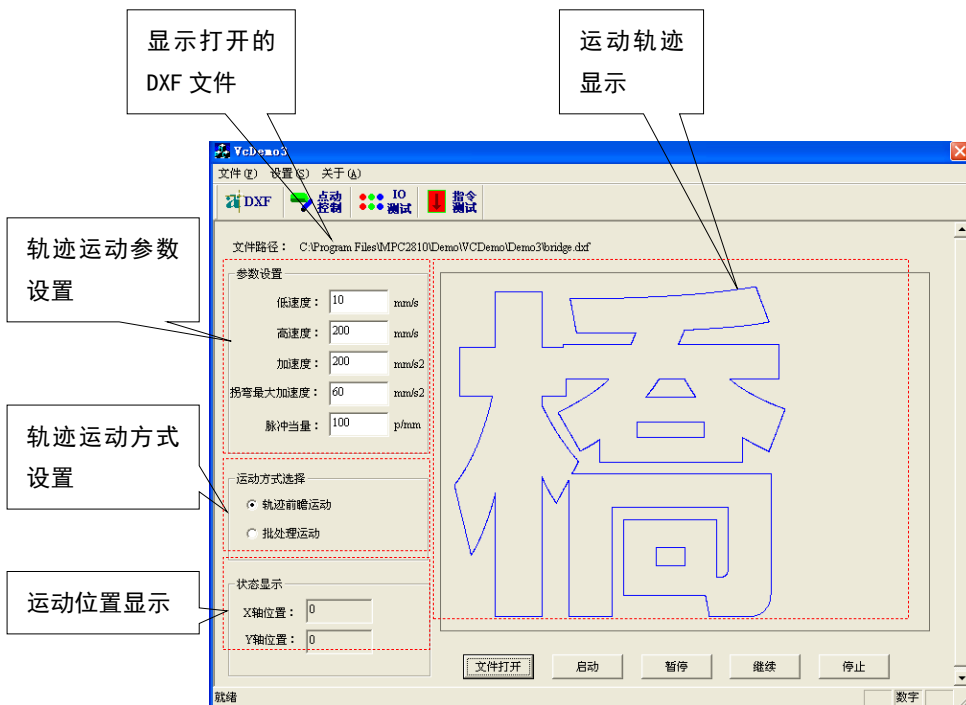 显示打开的
DXF 文件
运动轨迹
显示
轨迹运动参数
设置
轨迹运动方式
设置
运动位置显示
VcDemo3
文件(F) 设置(S) 关于(A)
DXF 点动控制 IO测试 指令测试
文件路径： C:\Program Files\MPC2810\Demo\VCDemo\Demo3\bridge.dxf
参数设置
低速度： 10 mm/s
高速度： 200 mm/s
加速度： 200 mm/s2
拐弯最大加速度： 60 mm/s2
脉冲当量： 100 p/mm
运动方式选择
轨迹前瞻运动
批处理运动
状态显示
X轴位置： 0
Y轴位置： 0
橋
文件打开 启动 暂停 继续 停止
就绪 数字